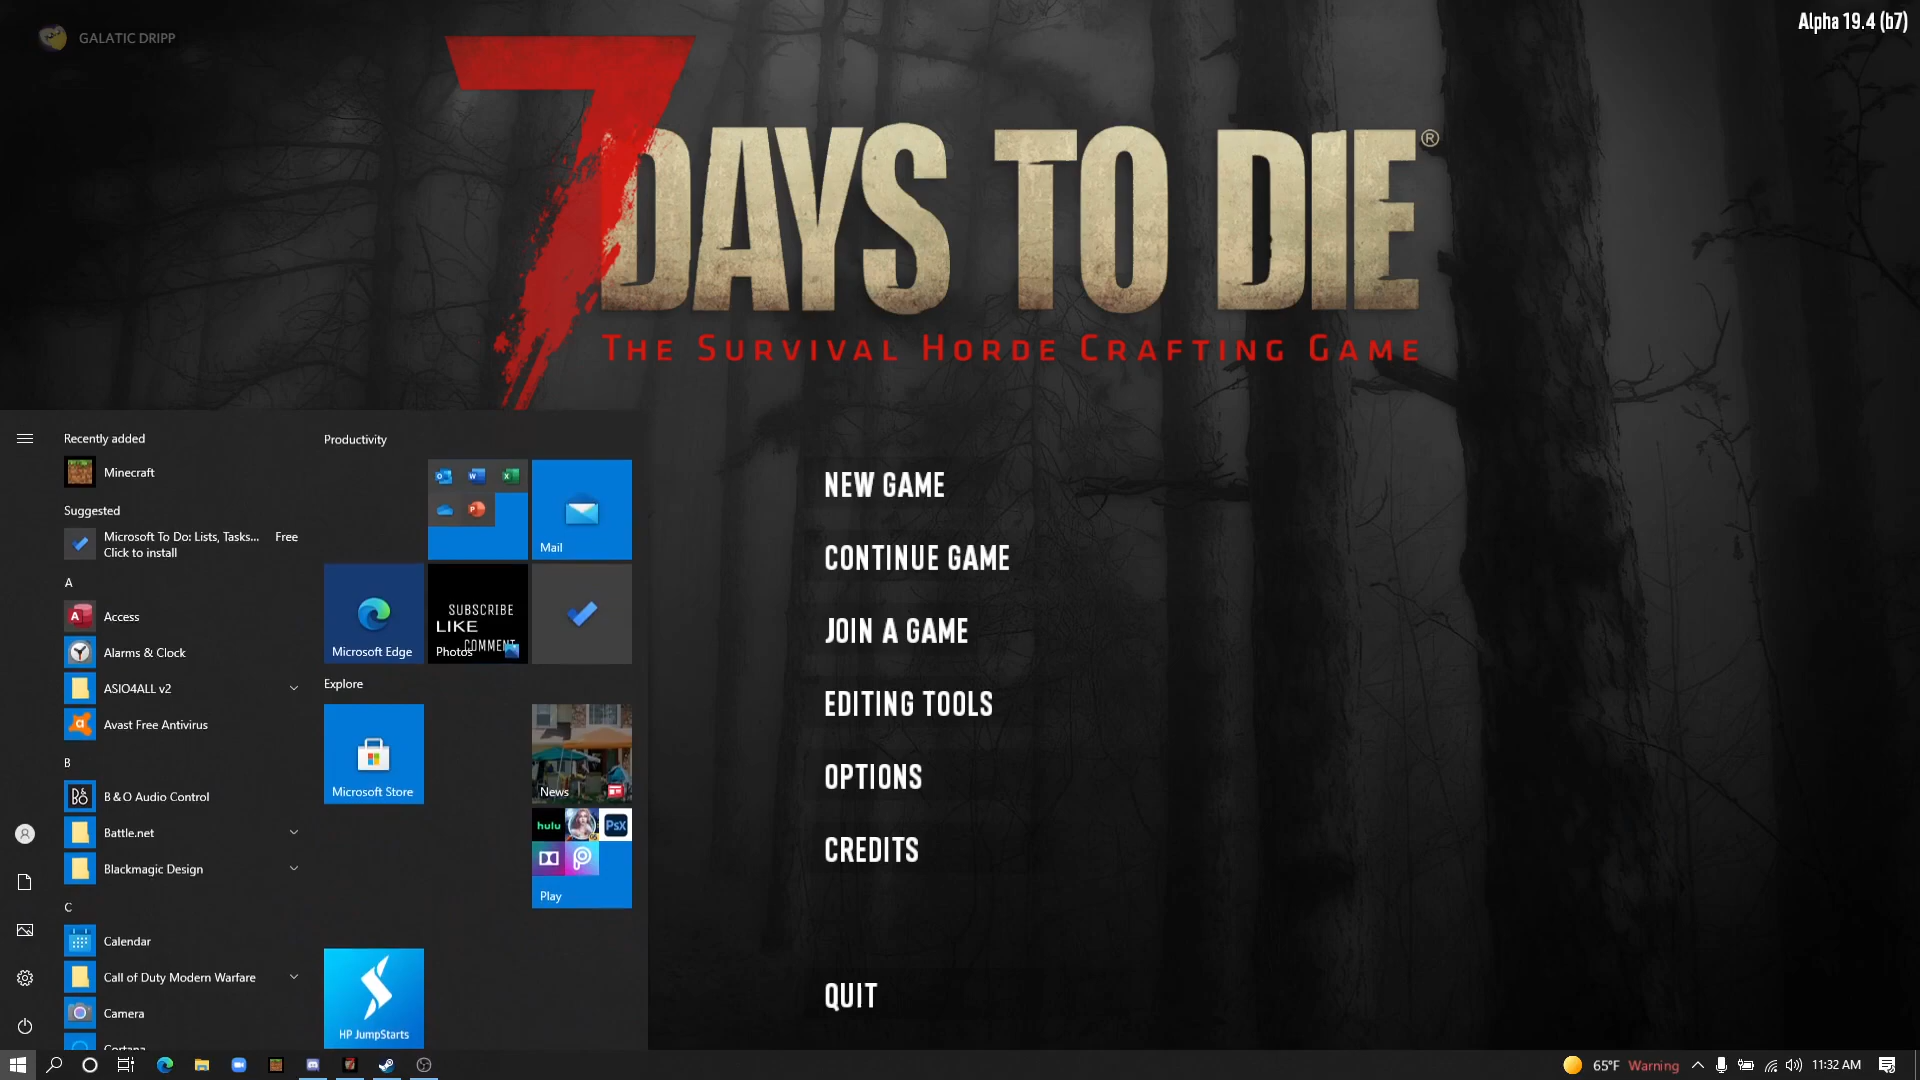 GALATIC DRIPP
Alpha 19.4 (b7)
7 DAYS TO DIE®
THE SURVIVAL HORDE CRAFTING GAME
Recently added
Minecraft
Suggested
Microsoft To Do: Lists, Tasks... Free
Click to install
A
Access
Alarms & Clock
ASIO4ALL v2
Avast Free Antivirus
B
B&O Audio Control
Battle.net
Blackmagic Design
C
Calendar
Call of Duty Modern Warfare
Camera
Cortana
Productivity
Mail
Microsoft Edge
SUBSCRIBE
LIKE
COMMENT
Photos
Explore
Microsoft Store
News
hulu
PsX
Play
HP JumpStarts
NEW GAME
CONTINUE GAME
JOIN A GAME
EDITING TOOLS
OPTIONS
CREDITS
QUIT
65°F Warning
11:32 AM